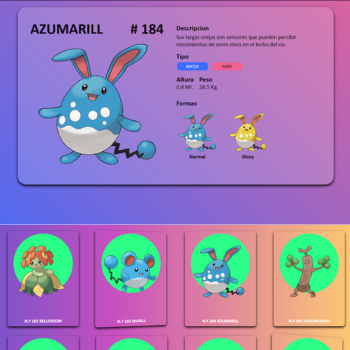 AZUMARILL # 184
Descripcion
Sus largas orejas son sensores que pueden percibir
movimientos de seres vivos en el lecho del río.
Tipo
WATER FAIRY
Altura Peso
0.8 Mt. 28.5 Kg.
Formas
Normal Shiny
N.º 182 BELLOSSOM N.º 183 MARILL N.º 184 AZUMARILL N.º 185 SUDOWOODO